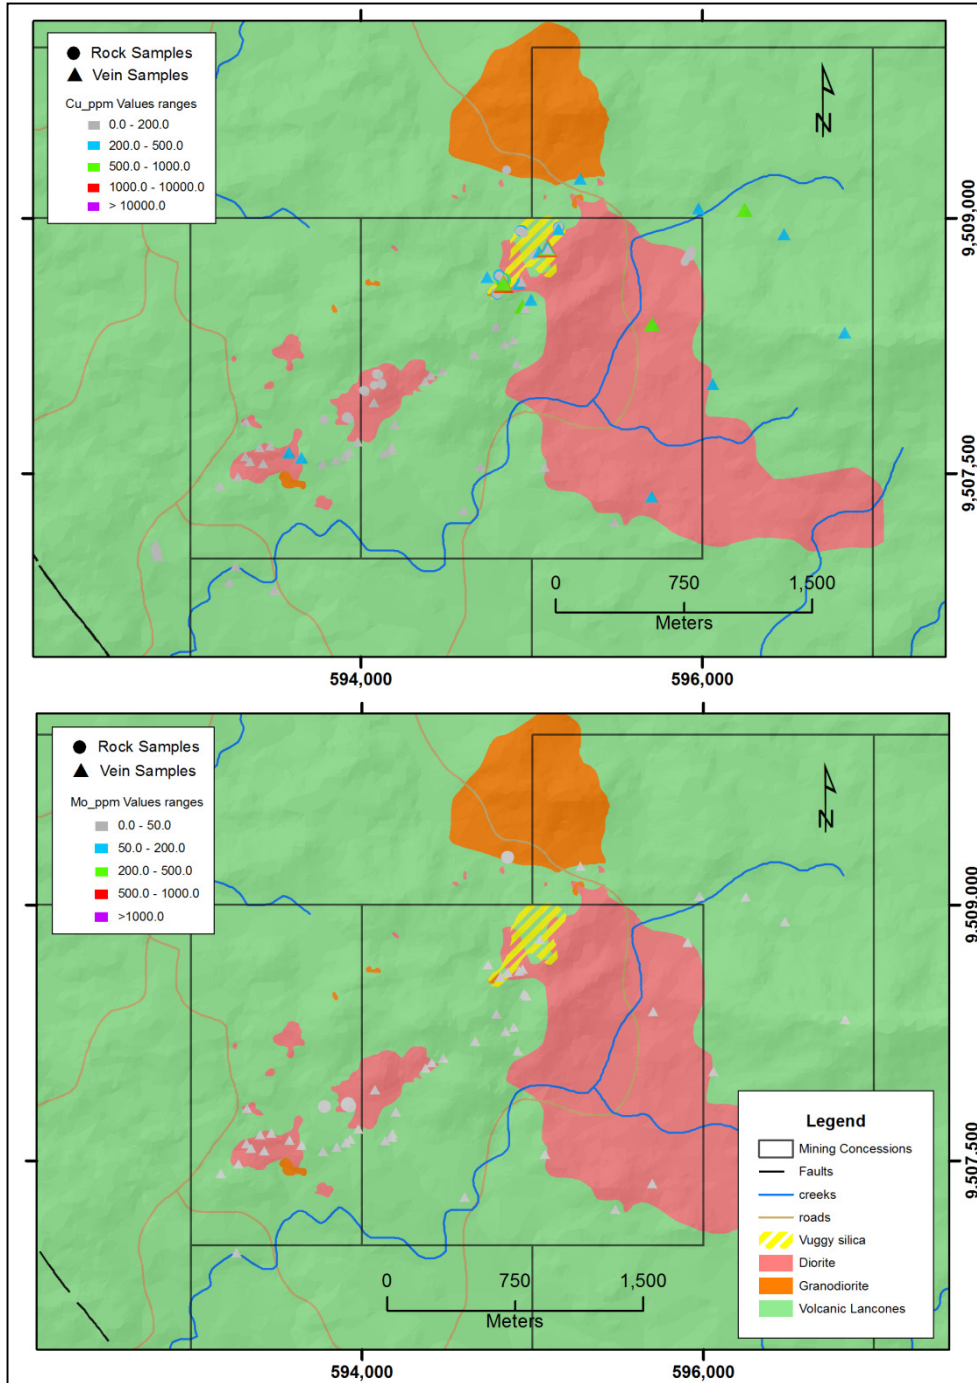 Rock Samples
Vein Samples
Cu_ppm Values ranges
0.0 - 200.0
200.0 - 500.0
500.0 - 1000.0
1000.0 - 10000.0
> 10000.0
N
9,509,000
9,507,500
0 750 1,500
Meters
594,000 596,000
Rock Samples
Vein Samples
Mo_ppm Values ranges
0.0 - 50.0
50.0 - 200.0
200.0 - 500.0
500.0 - 1000.0
>1000.0
N
9,509,000
9,507,500
Legend
Mining Concessions
Faults
creeks
roads
Vuggy silica
Diorite
Granodiorite
Volcanic Lancones
0 750 1,500
Meters
594,000 596,000